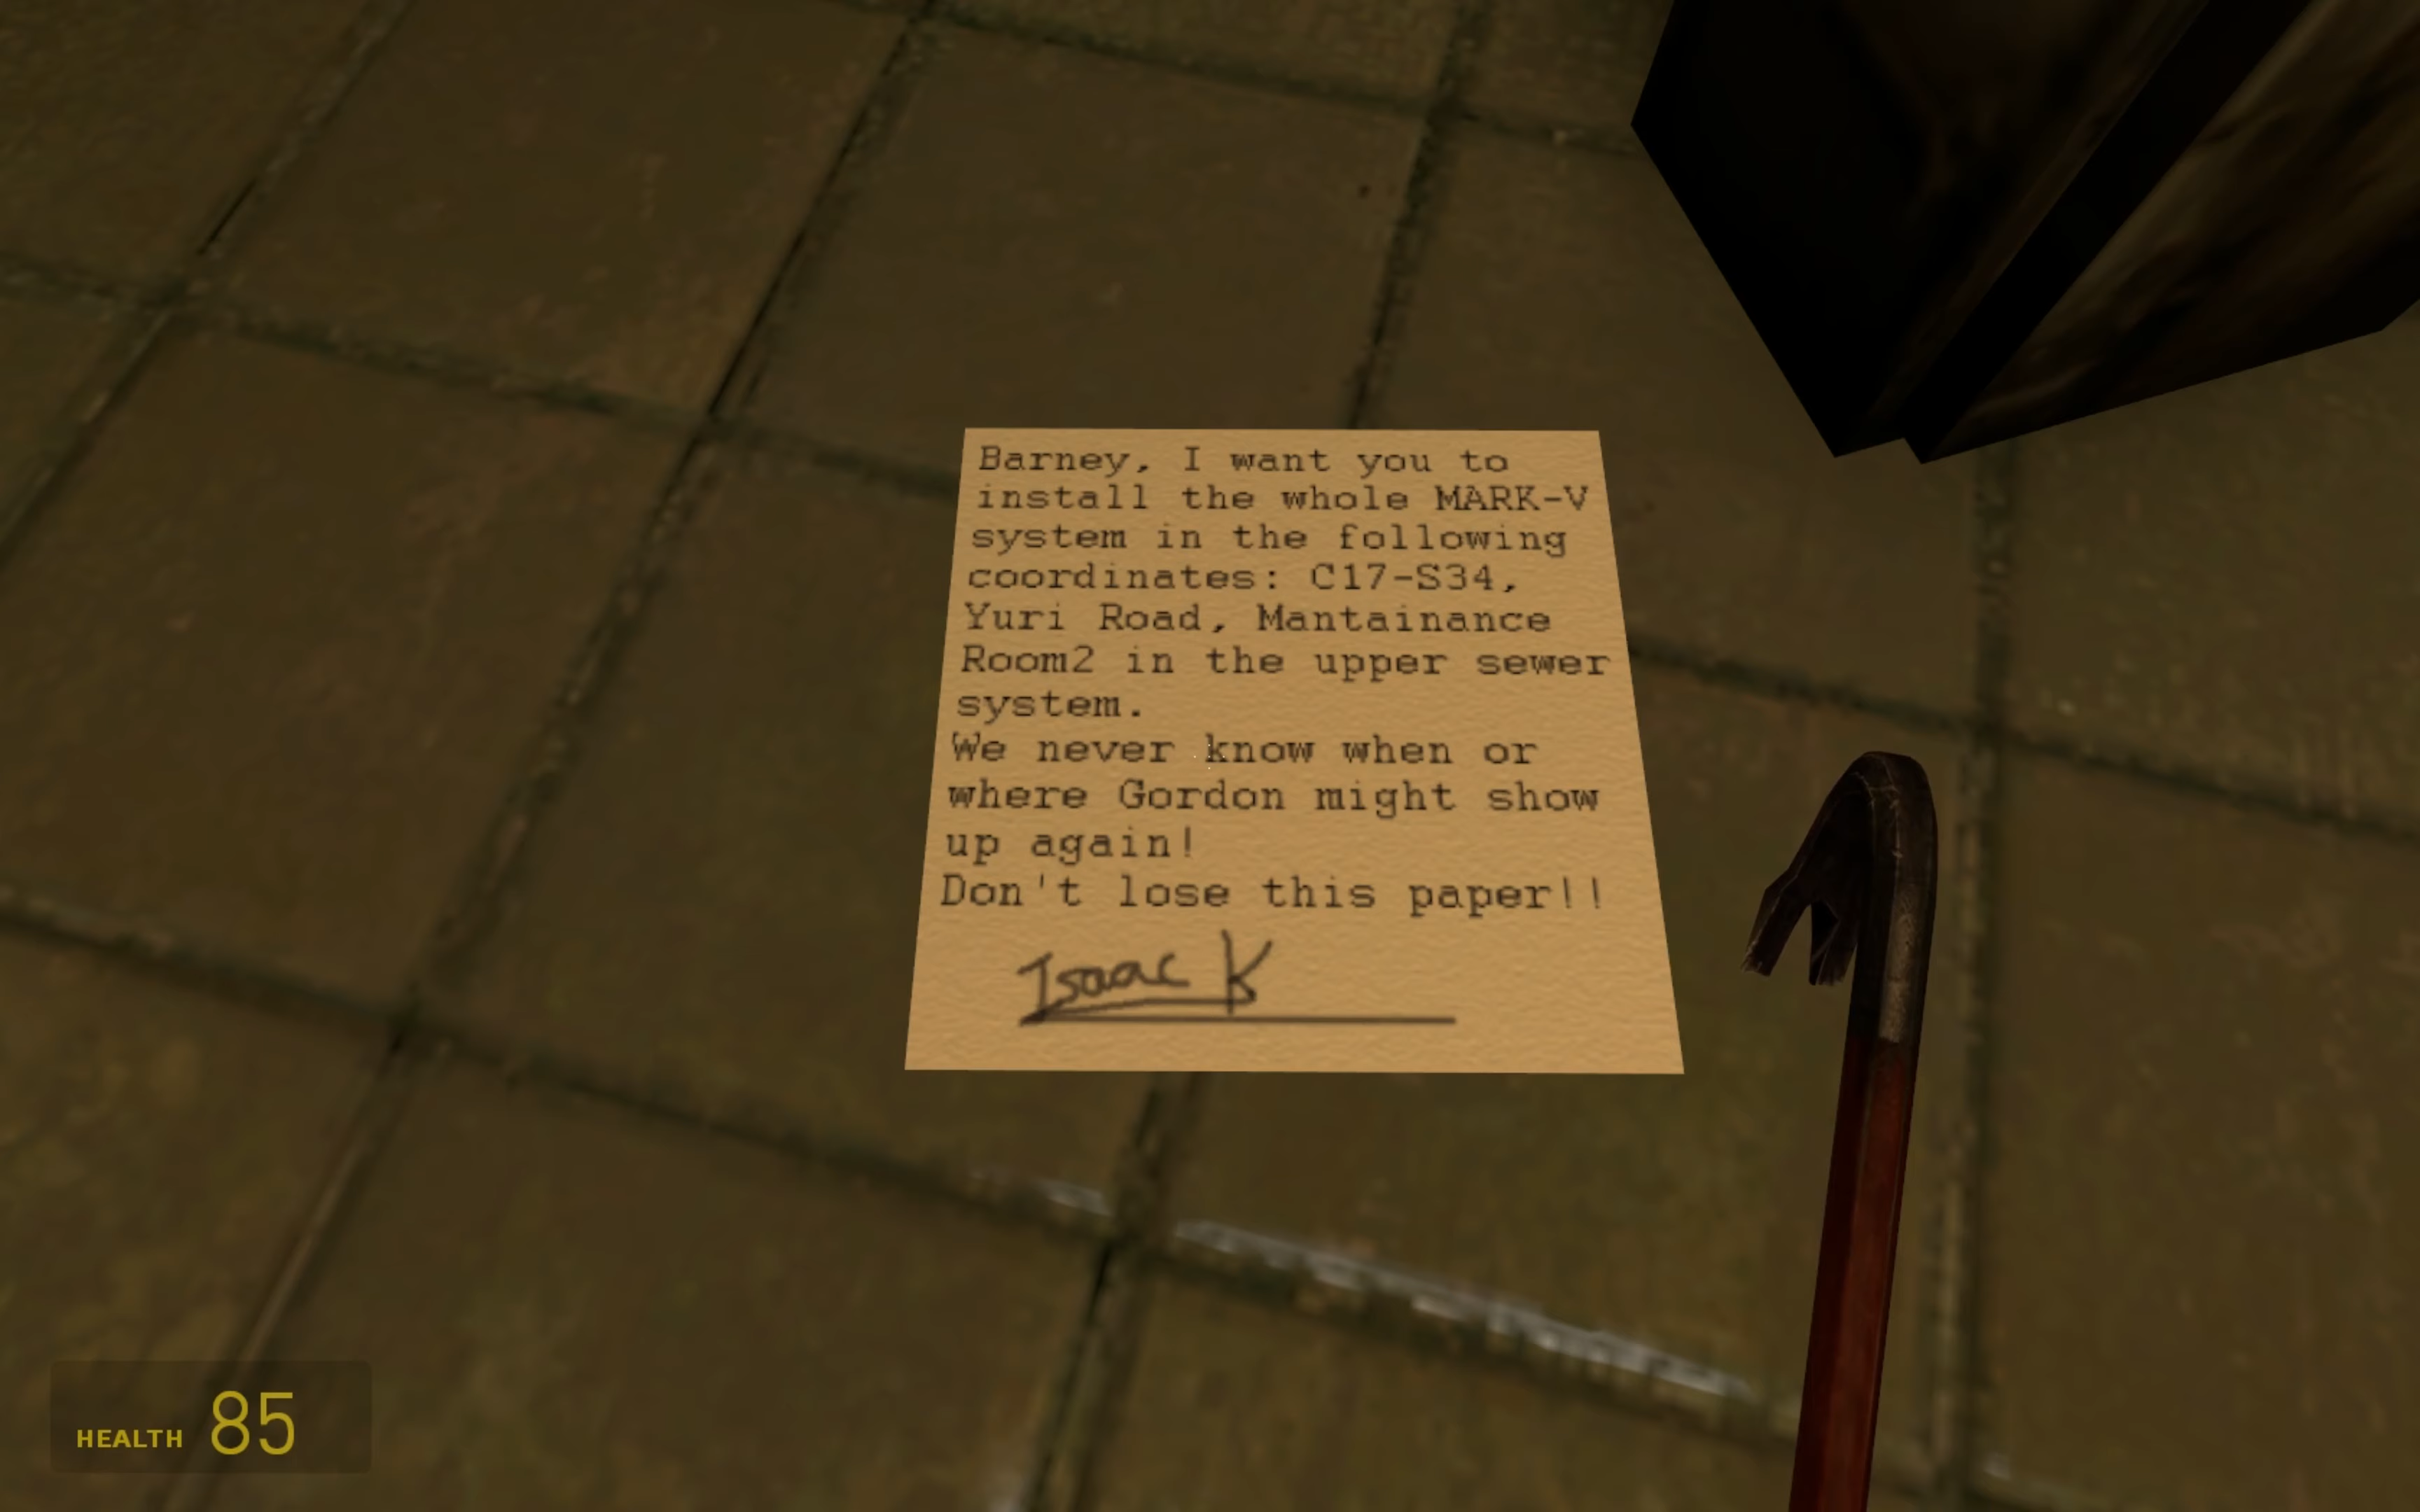 Barney, I want you to
install the whole MARK-V
system in the following
coordinates: C17-S34,
Yuri Road, Mantainance
Room2 in the upper sewer
system.
We never know when or
where Gordon might show
up again!
Don't lose this paper!!
Isaac K
HEALTH 85